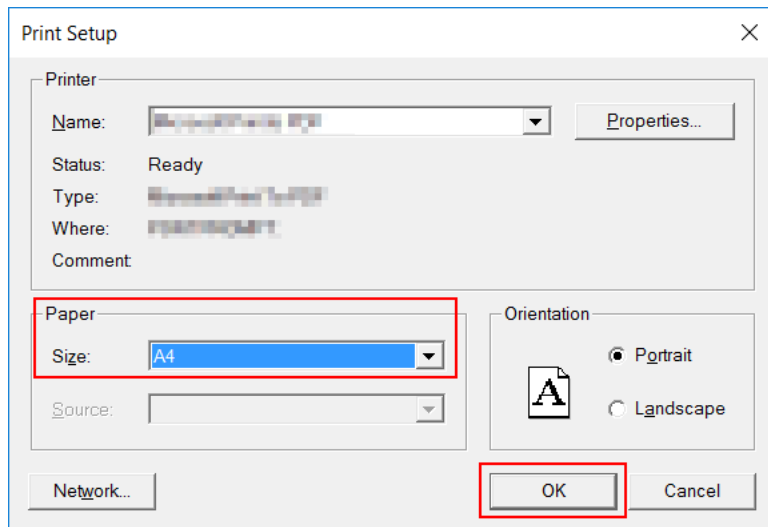 Print Setup
Printer
Name:
Properties...
Status: Ready
Type:
Where:
Comment
Paper
Size: A4
Source:
Orientation
A
Portrait
Landscape
Network...
OK Cancel